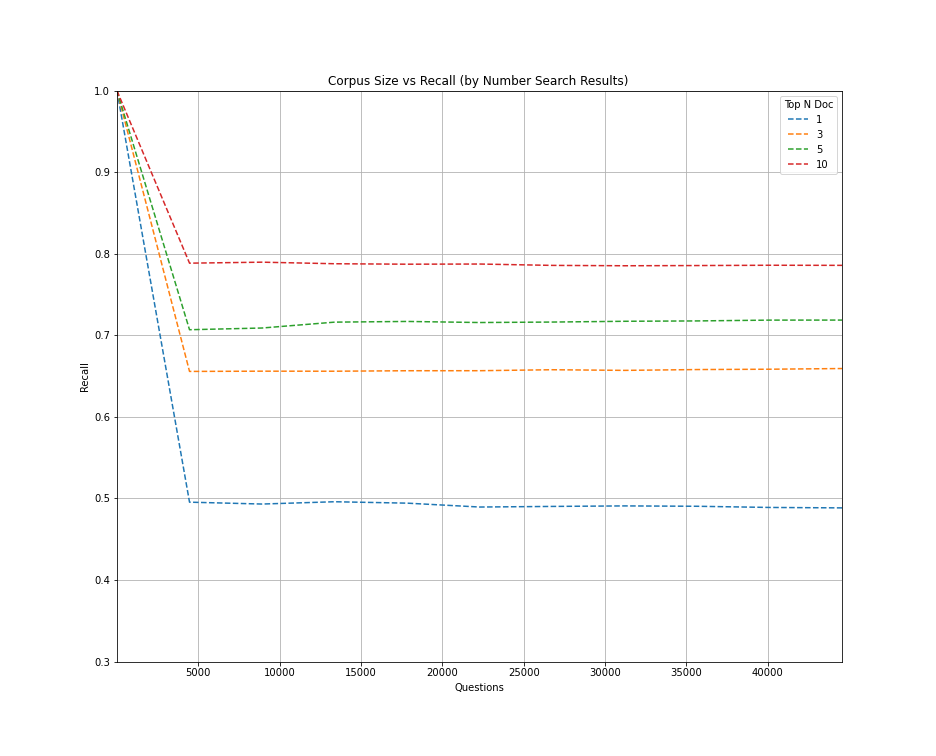 Corpus Size vs Recall (by Number Search Results)
Top N Doc
1
3
5
10
1.0
0.9
0.8
0.7
0.6
0.5
0.4
0.3
Recall
5000 10000 15000 20000 25000 30000 35000 40000
Questions